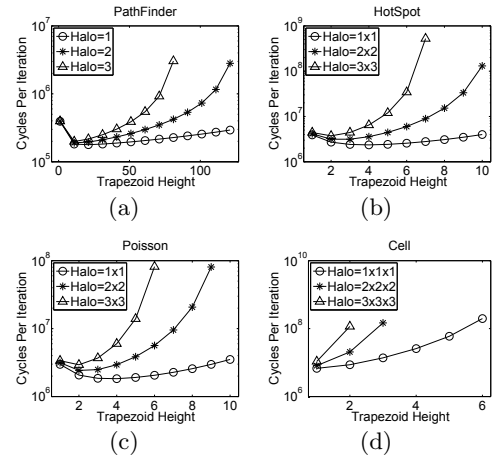 PathFinder
Cycles Per Iteration
10^7
10^6
10^5
Halo=1
Halo=2
Halo=3
0
50
100
Trapezoid Height
(a)
HotSpot
Cycles Per Iteration
10^9
10^8
10^7
10^6
Halo=1x1
Halo=2x2
Halo=3x3
2
4
6
8
10
Trapezoid Height
(b)
Poisson
Cycles Per Iteration
10^8
10^7
10^6
Halo=1x1
Halo=2x2
Halo=3x3
0
2
4
6
8
10
Trapezoid Height
(c)
Cell
Cycles Per Iteration
10^10
10^8
10^6
Halo=1x1x1
Halo=2x2x2
Halo=3x3x3
2
4
6
Trapezoid Height
(d)